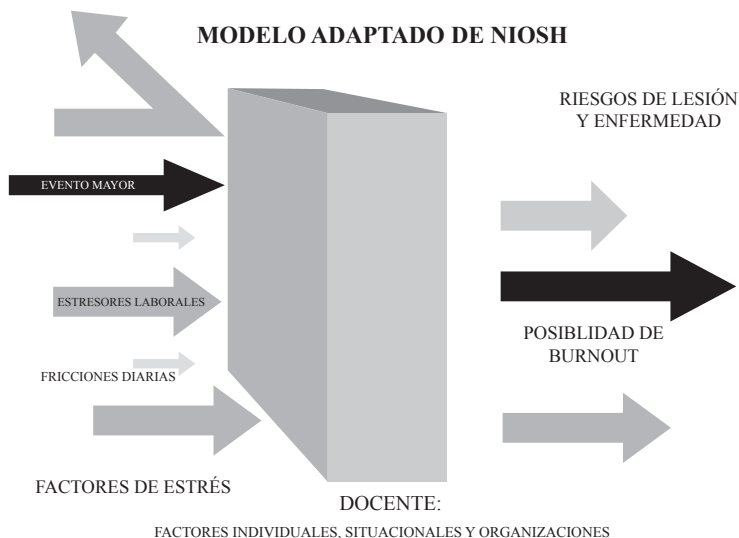 MODELO ADAPTADO DE NIOSH
RIESGOS DE LESIÓN
Y ENFERMEDAD
EVENTO MAYOR
ESTRESORES LABORALES
POSIBLIDAD DE
BURNOUT
FRICCIONES DIARIAS
FACTORES DE ESTRÉS
DOCENTE:
FACTORES INDIVIDUALES, SITUACIONALES Y ORGANIZACIONES